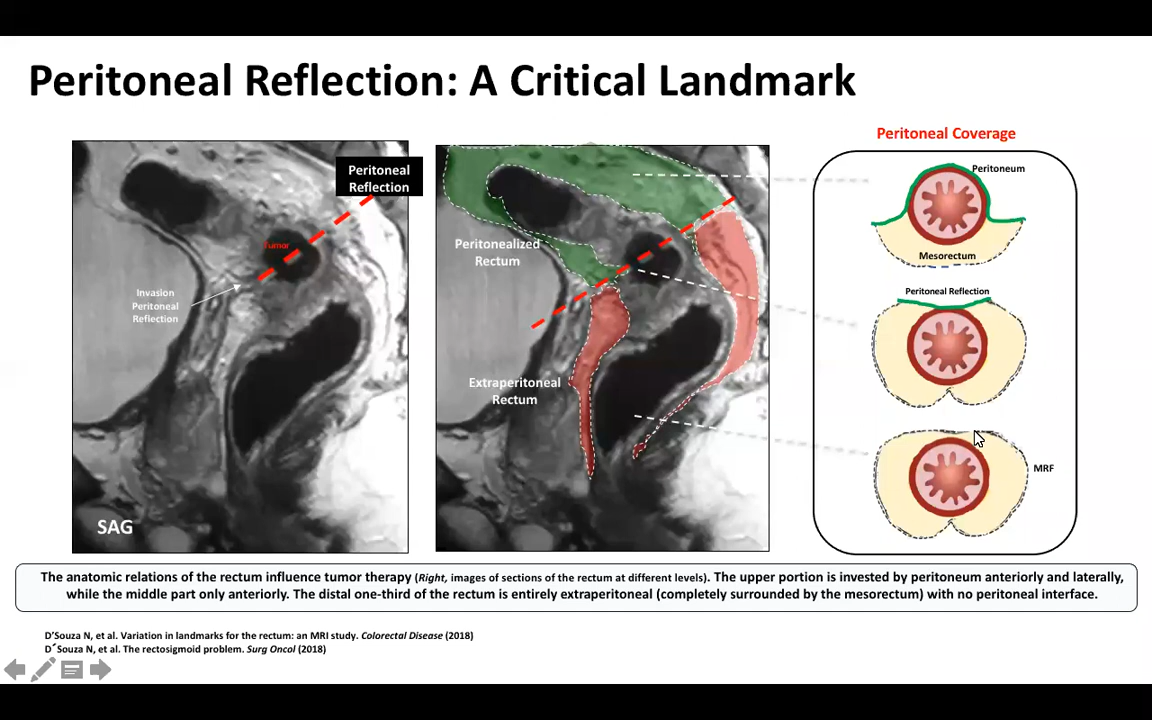 Peritoneal Reflection: A Critical Landmark
Peritoneal
Reflection
Tumor
Invasion
Peritoneal
Reflection
SAG
Peritonealized
Rectum
Extraperitoneal
Rectum
Peritoneal Coverage
Peritoneum
Mesorectum
Peritoneal Reflection
MRF
The anatomic relations of the rectum influence tumor therapy (Right, images of sections of the rectum at different levels). The upper portion is invested by peritoneum anteriorly and laterally,
while the middle part only anteriorly. The distal one-third of the rectum is entirely extraperitoneal (completely surrounded by the mesorectum) with no peritoneal interface.
D'Souza N, et al. Variation in landmarks for the rectum: an MRI study. Colorectal Disease (2018)
D´Souza N, et al. The rectosigmoid problem. Surg Oncol (2018)